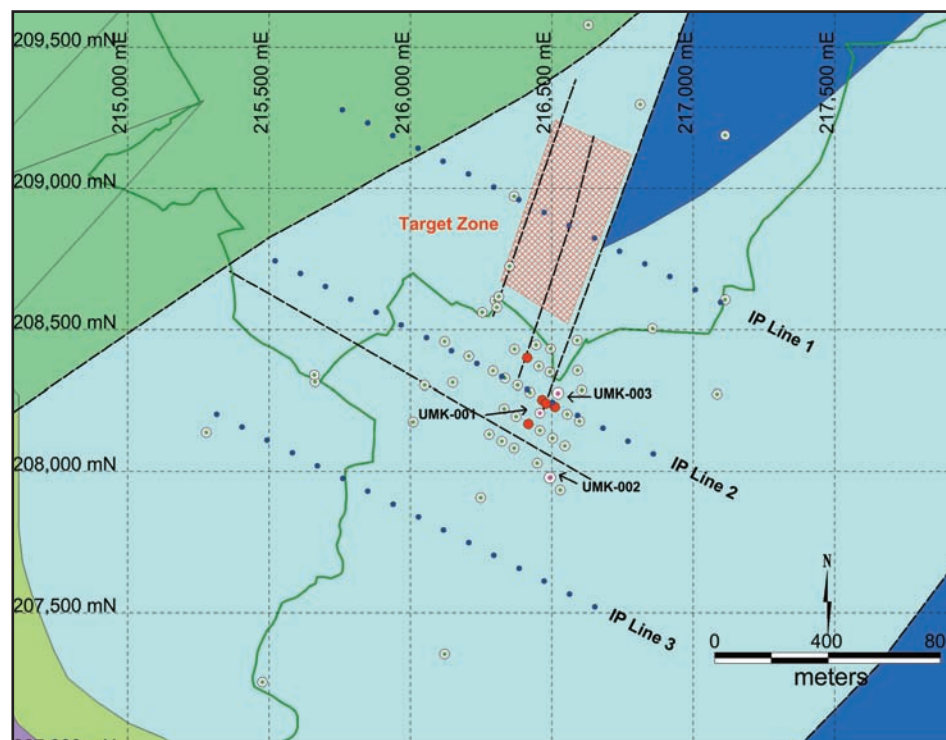 209,500 mN
209,000 mN
208,500 mN
208,000 mN
207,500 mN
215,000 mE
215,500 mE
216,000 mE
216,500 mE
217,000 mE
217,500 mE
Target Zone
IP Line 1
UMK-003
UMK-001
IP Line 2
UMK-002
IP Line 3
N
0 400 80
meters